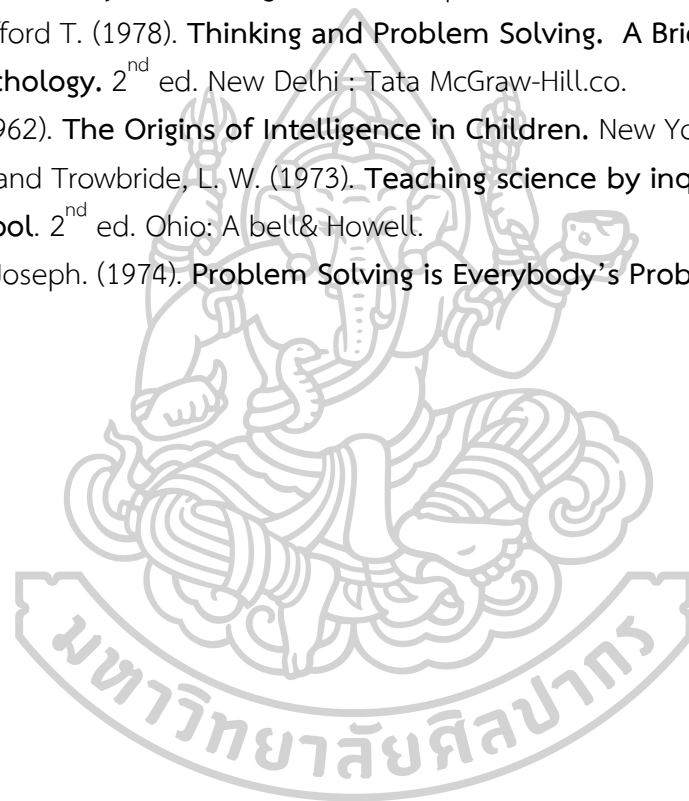 fford T. (1978). Thinking and Problem Solving. A Brie
chology. 2nd ed. New Delhi : Tata McGraw-Hill.co.
962). The Origins of Intelligence in Children. New Yo
and Trowbride, L. W. (1973). Teaching science by inq
ool. 2nd ed. Ohio: A bell& Howell.
Joseph. (1974). Problem Solving is Everybody’s Prob
มหาวิทยาลัยศิลปากร